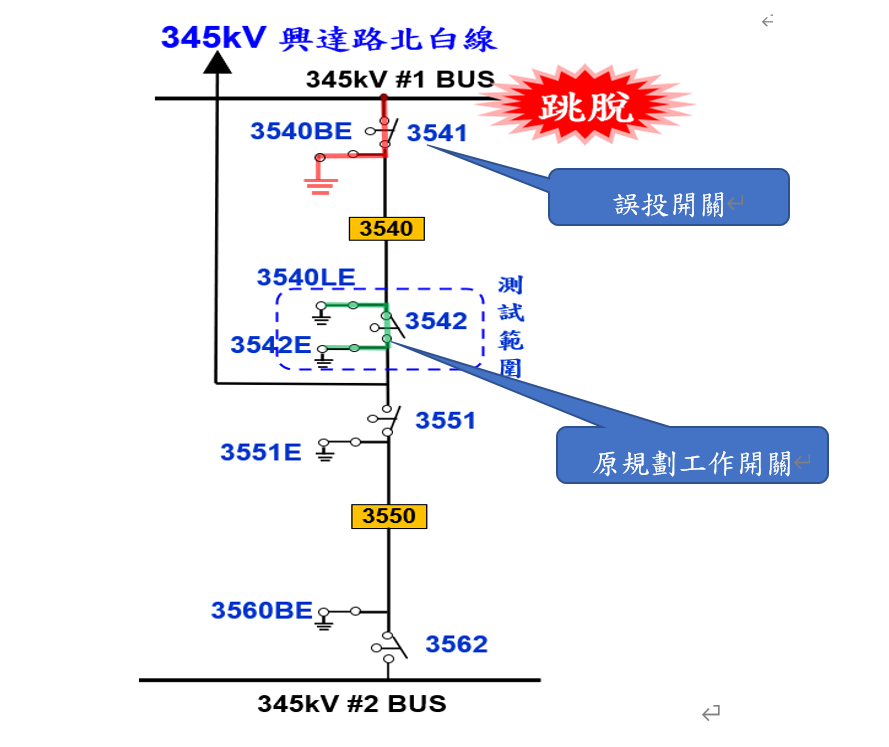 345kV 興達路北白線
345kV #1 BUS
跳脫
3540BE
3541
誤投開關
3540
3540LE
測試範圍
3542
3542E
3551
3551E
原規劃工作開關
3550
3560BE
3562
345kV #2 BUS